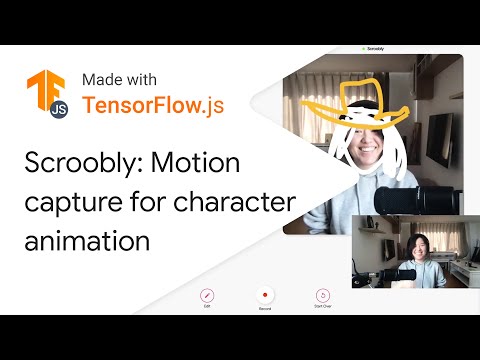 Made with
TensorFlow.js
JS
Scroobly: Motion
capture for character
animation
Scroobly
Edit
Record
Start Over